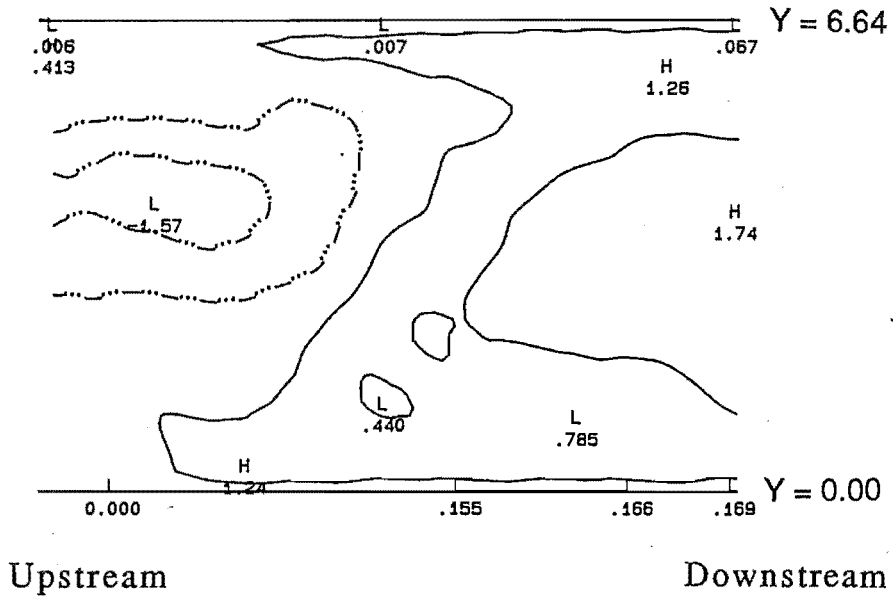 L L L Y = 6.64
.006 .007 .067
.413
H
1.26
L
-1.57
H
1.74
L
.440
L
.785
H
1.24
Y = 0.00
0.000 .155 .166 .169
Upstream Downstream